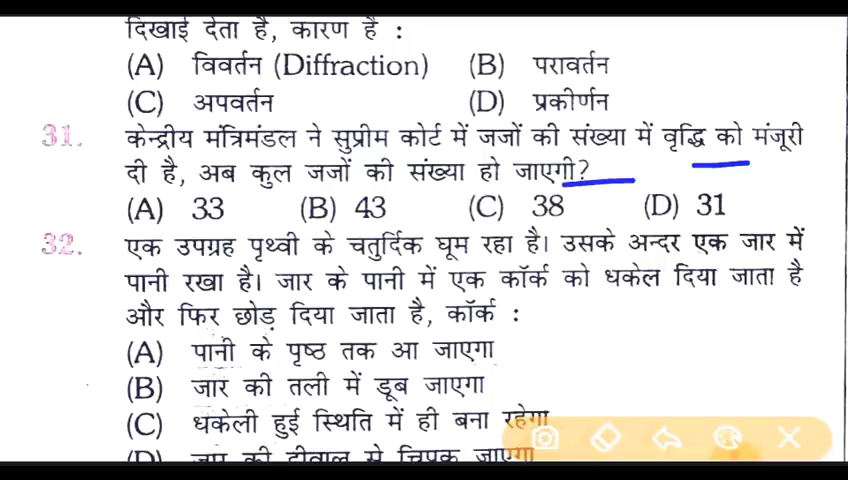 दिखाई देता है, कारण है :
(A) विवर्तन (Diffraction) (B) परावर्तन
(C) अपवर्तन (D) प्रकीर्णन
31. केन्द्रीय मंत्रिमंडल ने सुप्रीम कोर्ट में जजों की संख्या में वृद्धि को मंजूरी
दी है, अब कुल जजों की संख्या हो जाएगी?
(A) 33 (B) 43 (C) 38 (D) 31
32. एक उपग्रह पृथ्वी के चतुर्दिक घूम रहा है। उसके अन्दर एक जार में
पानी रखा है। जार के पानी में एक कॉर्क को धकेल दिया जाता है
और फिर छोड़ दिया जाता है, कॉर्क :
(A) पानी के पृष्ठ तक आ जाएगा
(B) जार की तली में डूब जाएगा
(C) धकेली हुई स्थिति में ही बना रहेगा
(D) जार की दीवाल से चिपक जाएगा